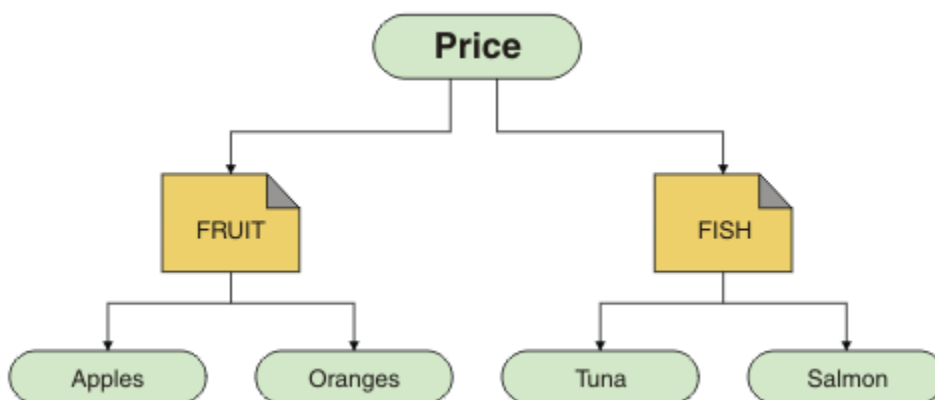 Price
FRUIT
FISH
Apples
Oranges
Tuna
Salmon